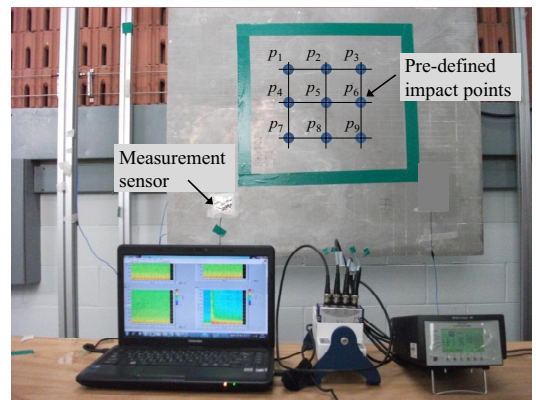 p1 p2 p3
Pre-defined
impact points
p4 p5 p6
p7 p8 p9
Measurement
sensor
TOSHIBA